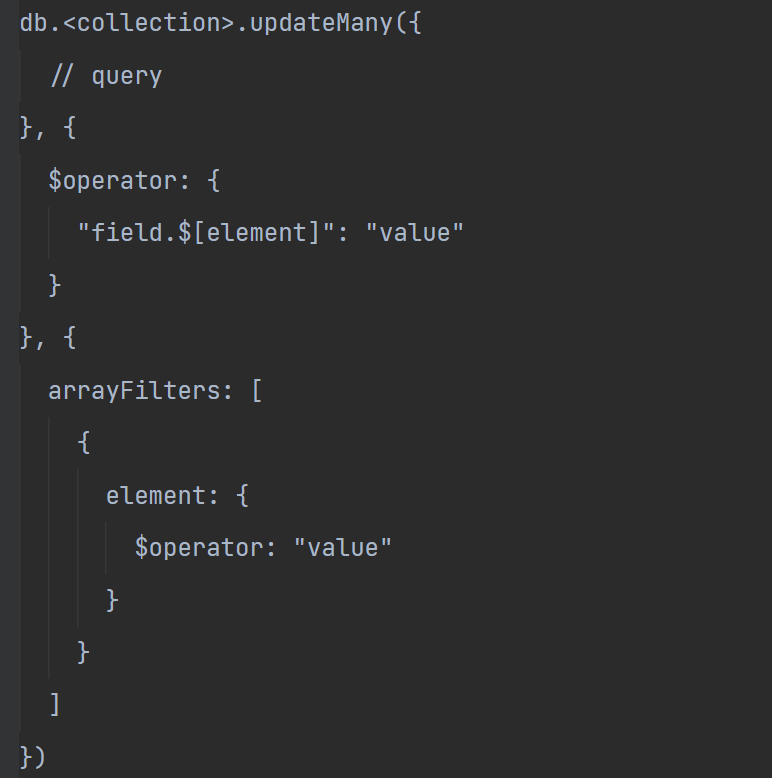 db.<collection>.updateMany({
  // query
}, {
  $operator: {
    "field.$[element]": "value"
  }
}, {
  arrayFilters: [
    {
      element: {
        $operator: "value"
      }
    }
  ]
})